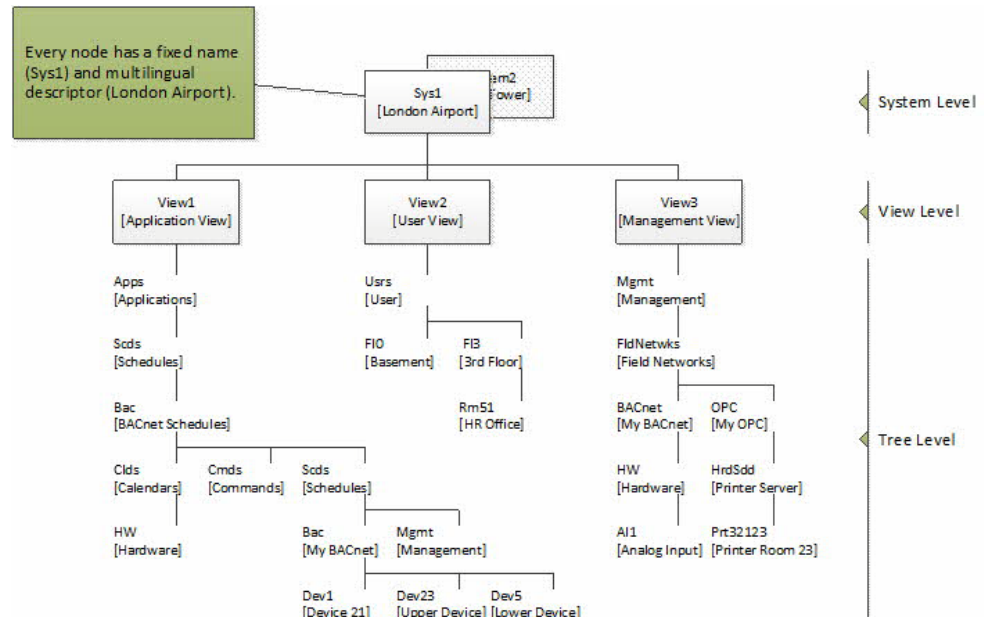 Every node has a fixed name
(Sys1) and multilingual
descriptor (London Airport).
Sys1
[London Airport]
System Level
View1
[Application View]
View2
[User View]
View3
[Management View]
View Level
Apps
[Applications]
Usrs
[User]
Mgmt
[Management]
Scds
[Schedules]
Fl0
[Basement]
Fl3
[3rd Floor]
FldNetwks
[Field Networks]
Bac
[BACnet Schedules]
Rm51
[HR Office]
BACnet
[My BACnet]
OPC
[My OPC]
Tree Level
Clds
[Calendars]
Cmds
[Commands]
Scds
[Schedules]
HW
[Hardware]
HrdSdd
[Printer Server]
HW
[Hardware]
Bac
[My BACnet]
Mgmt
[Management]
AI1
[Analog Input]
Prt32123
[Printer Room 23]
Dev1
[Device 21]
Dev23
[Upper Device]
Dev5
[Lower Device]